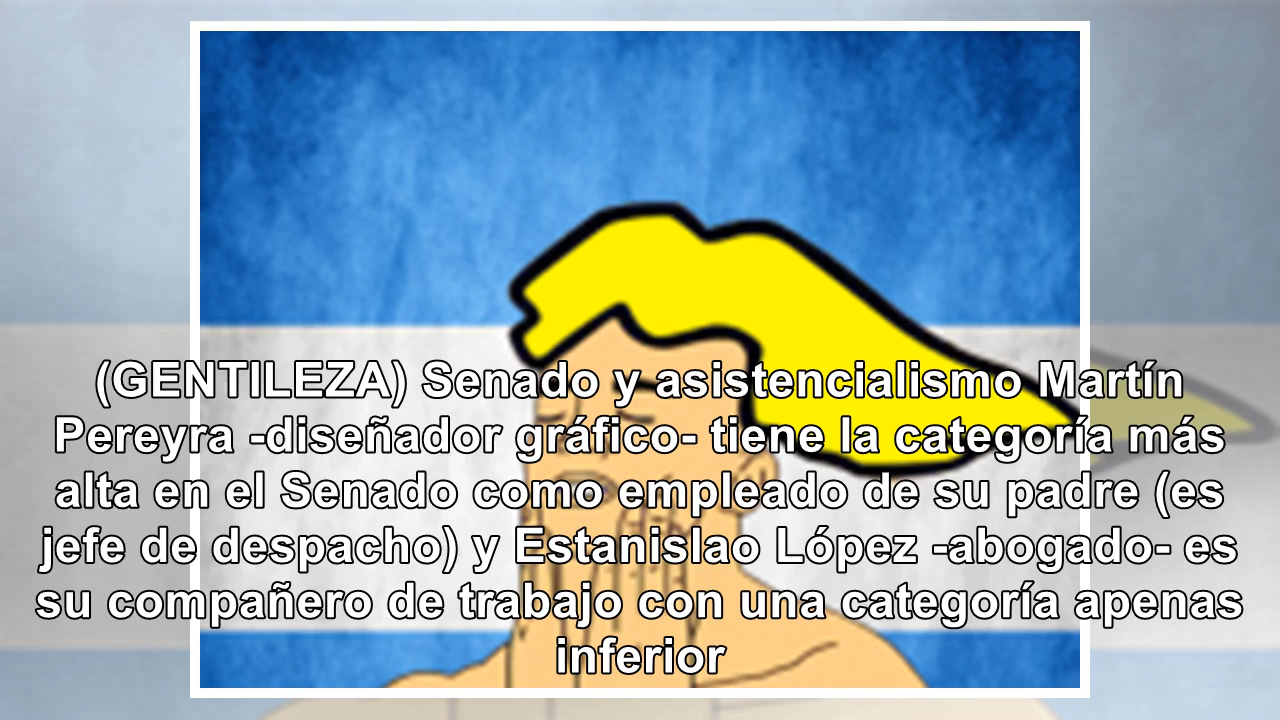 (GENTILEZA) Senado y asistencialismo Martín
Pereyra -diseñador gráfico- tiene la categoría más
alta en el Senado como empleado de su padre (es
jefe de despacho) y Estanislao López -abogado- es
su compañero de trabajo con una categoría apenas
inferior